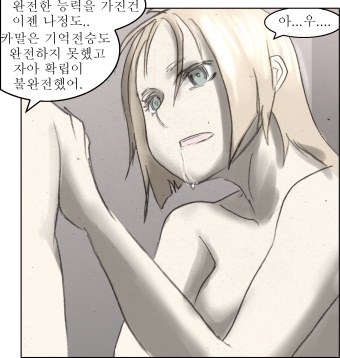 완전한 능력을 가진건
이젠 나정도..
카말은 기억전승도
완전하지 못했고
자아 확립이
불완전했어.
아...우....